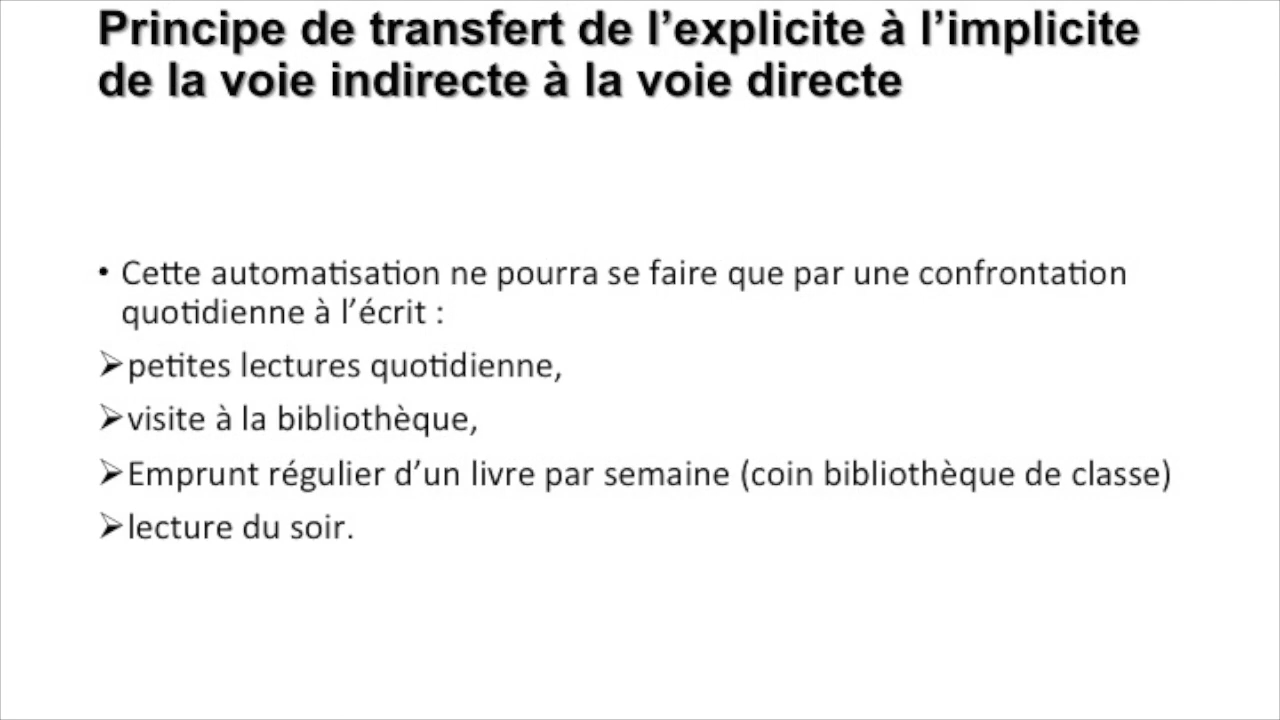 Principe de transfert de l’explicite à l’implicite
de la voie indirecte à la voie directe
• Cette automatisation ne pourra se faire que par une confrontation
quotidienne à l’écrit :
➢petites lectures quotidienne,
➢visite à la bibliothèque,
➢Emprunt régulier d’un livre par semaine (coin bibliothèque de classe)
➢lecture du soir.